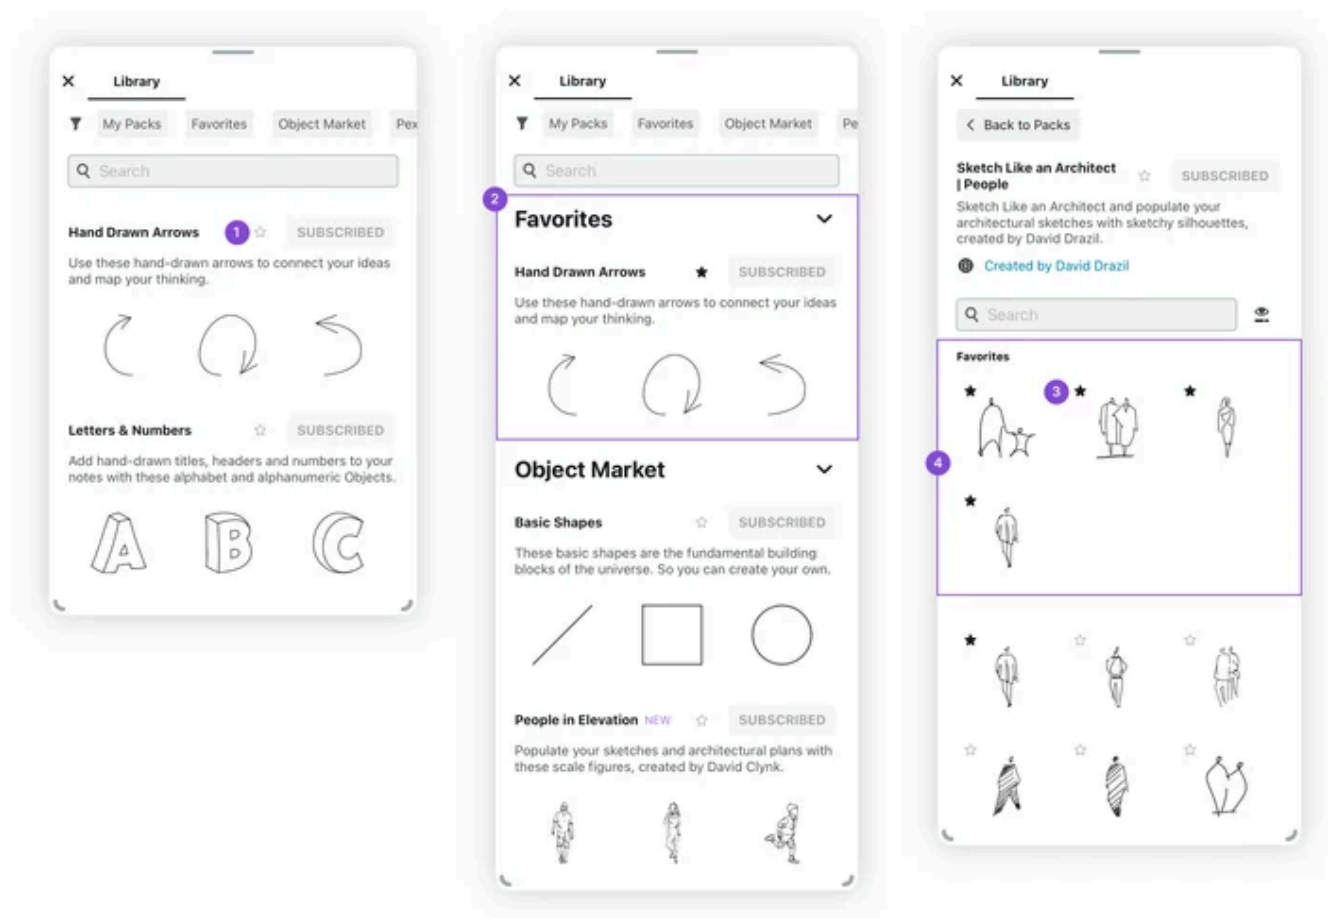 Library
My Packs Favorites Object Market Pex
Search
Hand Drawn Arrows 1 SUBSCRIBED
Use these hand-drawn arrows to connect your ideas
and map your thinking.
Letters & Numbers SUBSCRIBED
Add hand-drawn titles, headers and numbers to your
notes with these alphabet and alphanumeric Objects.
A B C
Library
My Packs Favorites Object Market Pe
Search
2
Favorites
Hand Drawn Arrows SUBSCRIBED
Use these hand-drawn arrows to connect your ideas
and map your thinking.
Object Market
Basic Shapes SUBSCRIBED
These basic shapes are the fundamental building
blocks of the universe. So you can create your own.
People in Elevation NEW SUBSCRIBED
Populate your sketches and architectural plans with
these scale figures, created by David Clynk.
Library
Back to Packs
Sketch Like an Architect
| People SUBSCRIBED
Sketch Like an Architect and populate your
architectural sketches with sketchy silhouettes,
created by David Drazil.
Created by David Drazil
Search
Favorites
3
4